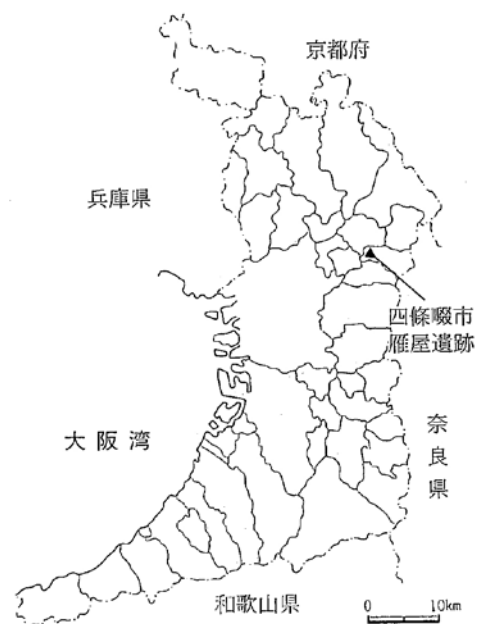 京都府
兵庫県
四條畷市
雁屋遺跡
大阪湾
奈良県
和歌山県
0 10km